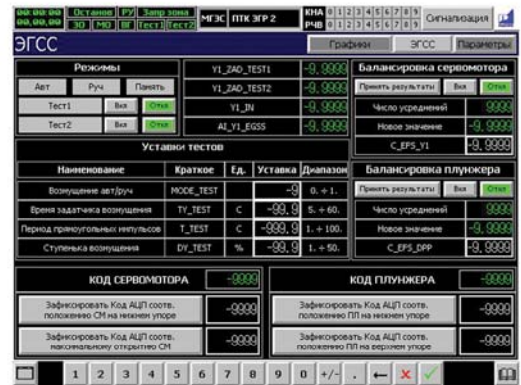 00:00:00 Останов РУ Запр зона МГЭС ПТК ЭГР 2 КНА 0 1 2 3 4 5 6 7 8 9 Сигнализация
00,00,00 ЗО МО ВГ Тест1 Тест2 РЧВ 0 1 2 3 4 5 6 7 8 9
ЭГСС Графики ЭГСС Параметры
Режимы
Авт Руч Память
Тест1 Вкл Откл
Тест2 Вкл Откл
Y1_ZAD_TEST1 -9.9999
Y1_ZAD_TEST2 -9.9999
Y1_IN -9.9999
AI_Y1_EGSS -9.9999
Балансировка сервомотора
Принять результаты Вкл Откл
Число усреднений 9999
Новое значение -9.9999
C_EPS_Y1 -9.9999
Уставки тестов
Наименование Краткое Ед. Уставка Диапазон
Возмущение авт/руч MODE_TEST -9 0. ÷ 1.
Время задатчика возмущения TY_TEST С -99.9 5. ÷ 60.
Период прямоугольных импульсов T_TEST С -99.9 1. ÷ 100.
Ступенька возмущения DY_TEST % -99.9 1. ÷ 50.
Балансировка плунжера
Принять результаты Вкл Откл
Число усреднений 9999
Новое значение -9.9999
C_EPS_DPP -9.9999
КОД СЕРВОМОТОРА -9999
Зафиксировать Код АЦП соотв.
положению СМ на нижнем упоре -9999
Зафиксировать Код АЦП соотв.
максимальному открытию СМ -9999
КОД ПЛУНЖЕРА -9999
Зафиксировать Код АЦП соотв.
положению ПЛ на нижнем упоре -9999
Зафиксировать Код АЦП соотв.
положению ПЛ на верхнем упоре -9999
1 2 3 4 5 6 7 8 9 0 +/- .